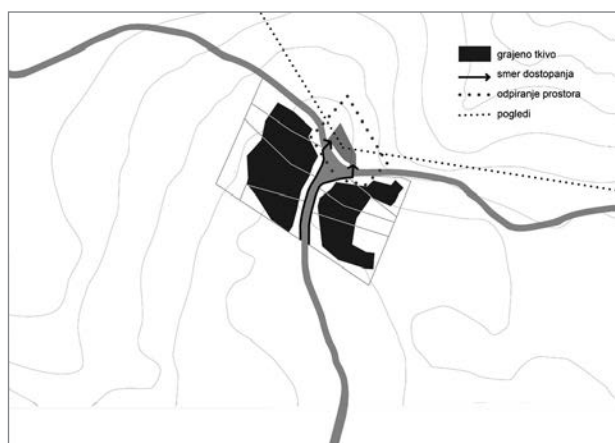 grajeno tkivo
smer dostopanja
odpiranje prostora
pogledi